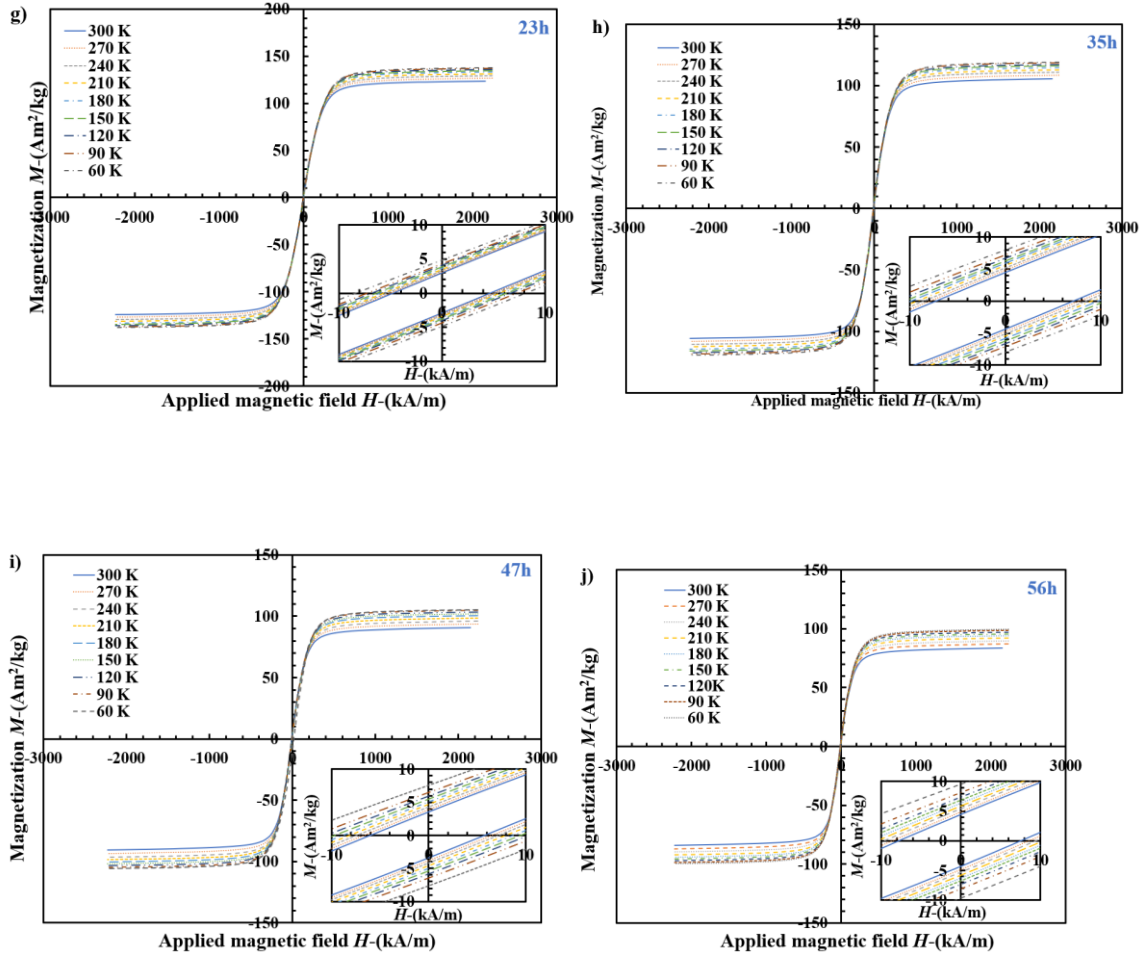 g)
23h
300 K
270 K
240 K
210 K
180 K
150 K
120 K
90 K
60 K
200
150
100
50
0
-50
-100
-150
-200
-3000
-2000
-1000
0
1000
2000
3000
Magnetization M-(Am²/kg)
Applied magnetic field H-(kA/m)
10
5
0
-5
-10
-10
0
10
M-(Am²/kg)
H-(kA/m)
h)
35h
300 K
270 K
240 K
210 K
180 K
150 K
120 K
90 K
60 K
150
100
50
0
-50
-100
-150
-3000
-2000
-1000
0
1000
2000
3000
Magnetization M-(Am²/kg)
Applied magnetic field H-(kA/m)
10
5
0
-5
-10
-10
0
10
M-(Am²/kg)
H-(kA/m)
i)
47h
300 K
270 K
240 K
210 K
180 K
150 K
120 K
90 K
60 K
150
100
50
0
-50
-100
-150
-3000
-2000
-1000
0
1000
2000
3000
Magnetization M-(Am²/kg)
Applied magnetic field H-(kA/m)
10
5
0
-5
-10
-10
0
10
M-(Am²/kg)
H-(kA/m)
j)
56h
300 K
270 K
240 K
210 K
180 K
150 K
120K
90 K
60 K
150
100
50
0
-50
-100
-150
-3000
-2000
-1000
0
1000
2000
3000
Magnetization M-(Am²/kg)
Applied magnetic field H-(kA/m)
10
5
0
-5
-10
-10
0
10
M-(Am²/kg)
H-(kA/m)